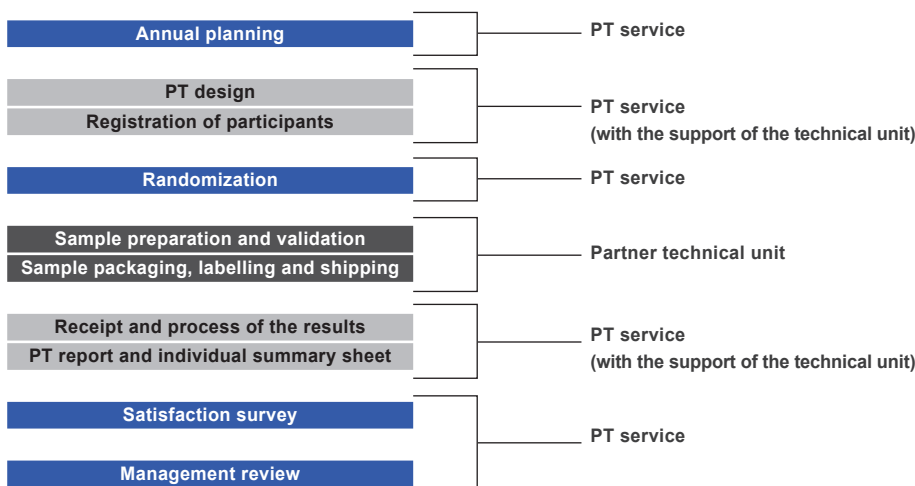 Annual planning
PT service
PT design
Registration of participants
PT service
(with the support of the technical unit)
Randomization
PT service
Sample preparation and validation
Sample packaging, labelling and shipping
Partner technical unit
Receipt and process of the results
PT report and individual summary sheet
PT service
(with the support of the technical unit)
Satisfaction survey
Management review
PT service